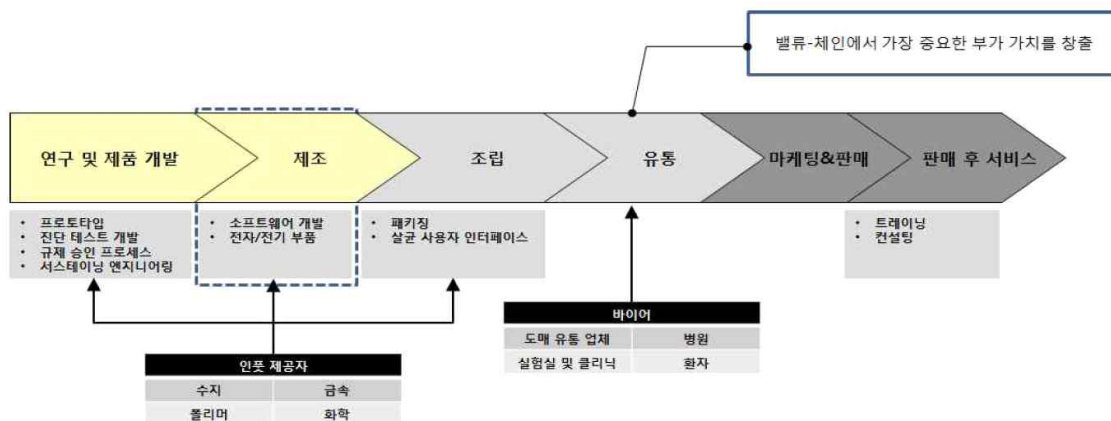 밸류-체인에서 가장 중요한 부가 가치를 창출
연구 및 제품 개발
제조
조립
유통
마케팅&판매
판매 후 서비스
• 프로토타입
• 진단 테스트 개발
• 규제 승인 프로세스
• 서스테이닝 엔지니어링
• 소프트웨어 개발
• 전자/전기 부품
• 패키징
• 살균 사용자 인터페이스
• 트레이닝
• 컨설팅
바이어
도매 유통 업체 병원
실험실 및 클리닉 환자
인풋 제공자
수지 금속
폴리머 화학